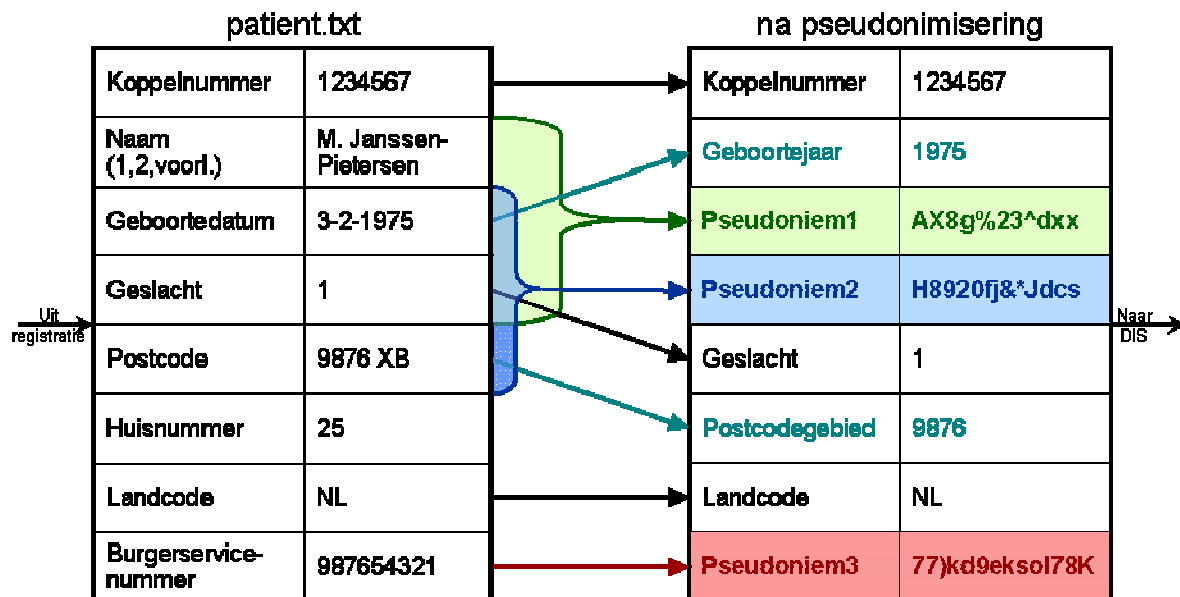 patient.txt
na pseudonimisering
Koppelnummer 1234567
Koppelnummer 1234567
Naam
(1,2,voorl.)
M. Janssen-
Pietersen
Geboortejaar 1975
Geboortedatum 3-2-1975
Pseudoniem1 AX8g%23^dxx
Geslacht 1
Pseudoniem2 H8920fj&*Jdcs
Uit
registratie
Naar
DIS
Postcode 9876 XB
Geslacht 1
Huisnummer 25
Postcodegebied 9876
Landcode NL
Landcode NL
Burgerservice-
nummer
987654321
Pseudoniem3 77)kd9eksol78K